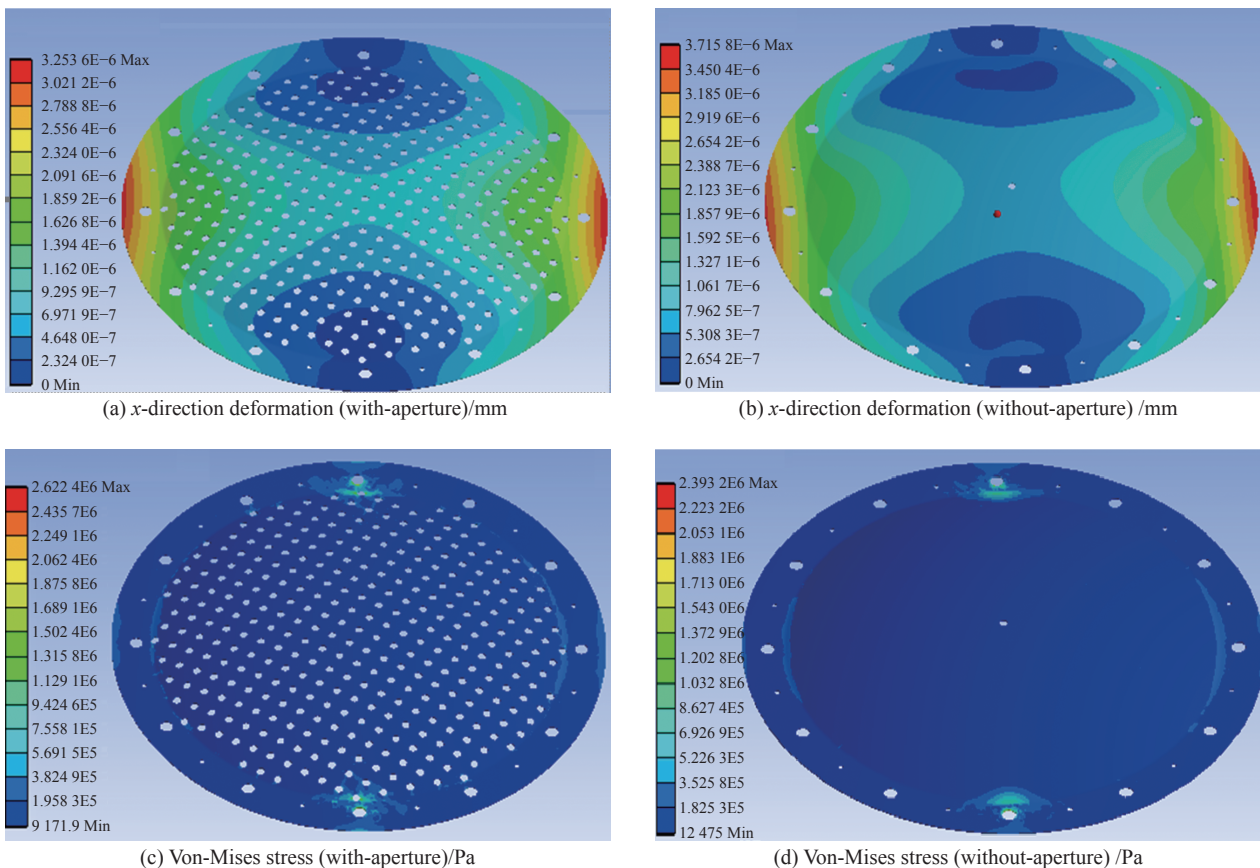 3.253 6E−6 Max
3.021 2E−6
2.788 8E−6
2.556 4E−6
2.324 0E−6
2.091 6E−6
1.859 2E−6
1.626 8E−6
1.394 4E−6
1.162 0E−6
9.295 9E−7
6.971 9E−7
4.648 0E−7
2.324 0E−7
0 Min
(a) x-direction deformation (with-aperture)/mm
3.715 8E−6 Max
3.450 4E−6
3.185 0E−6
2.919 6E−6
2.654 2E−6
2.388 7E−6
2.123 3E−6
1.857 9E−6
1.592 5E−6
1.327 1E−6
1.061 7E−6
7.962 5E−7
5.308 3E−7
2.654 2E−7
0 Min
(b) x-direction deformation (without-aperture) /mm
2.622 4E6 Max
2.435 7E6
2.249 1E6
2.062 4E6
1.875 8E6
1.689 1E6
1.502 4E6
1.315 8E6
1.129 1E6
9.424 6E5
7.558 1E5
5.691 5E5
3.824 9E5
1.958 3E5
9 171.9 Min
(c) Von-Mises stress (with-aperture)/Pa
2.393 2E6 Max
2.223 2E6
2.053 1E6
1.883 1E6
1.713 0E6
1.543 0E6
1.372 9E6
1.202 8E6
1.032 8E6
8.627 4E5
6.926 9E5
5.226 3E5
3.525 8E5
1.825 3E5
12 475 Min
(d) Von-Mises stress (without-aperture) /Pa